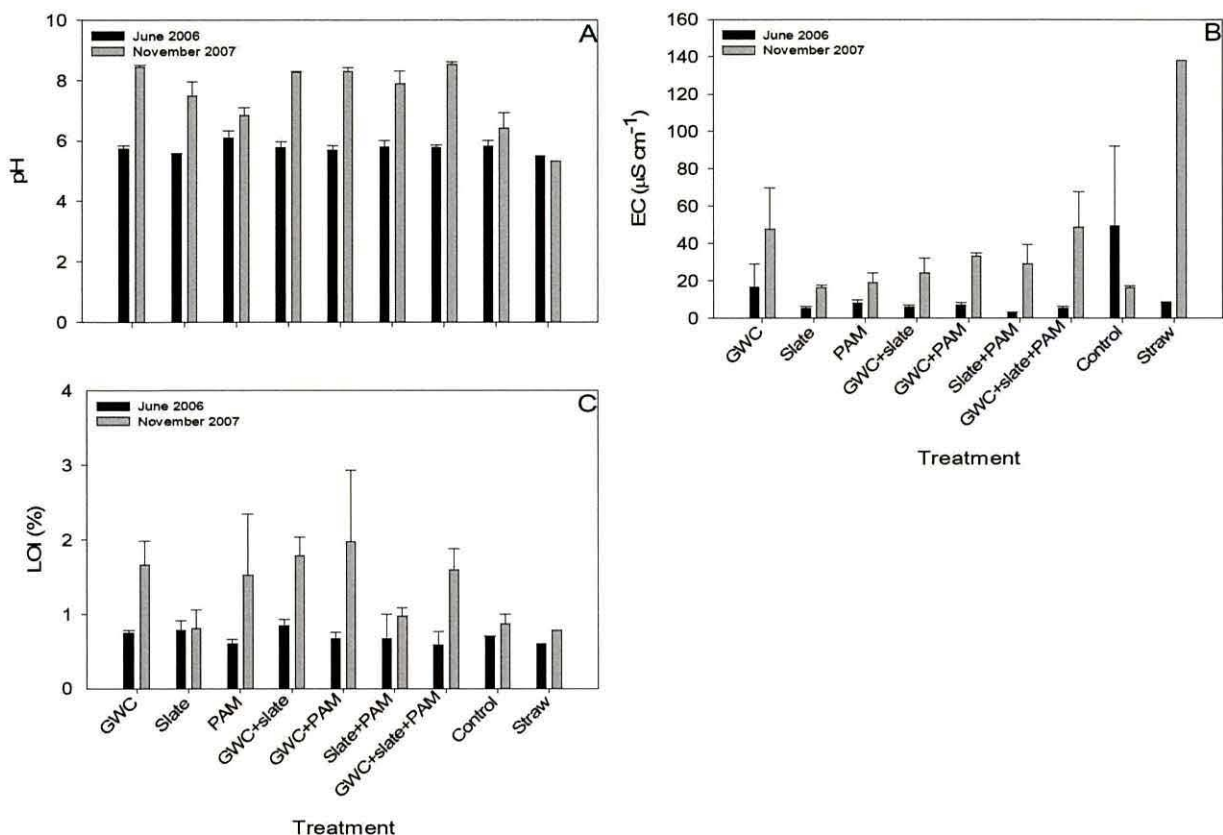 A
June 2006
November 2007
10
8
6
4
2
0
pH
B
June 2006
November 2007
160
140
120
100
80
60
40
20
0
EC (μS cm⁻¹)
GWC
Slate
PAM
GWC+slate
GWC+PAM
Slate+PAM
GWC+slate+PAM
Control
Straw
Treatment
C
June 2006
November 2007
4
3
2
1
0
LOI (%)
GWC
Slate
PAM
GWC+slate
GWC+PAM
Slate+PAM
GWC+slate+PAM
Control
Straw
Treatment